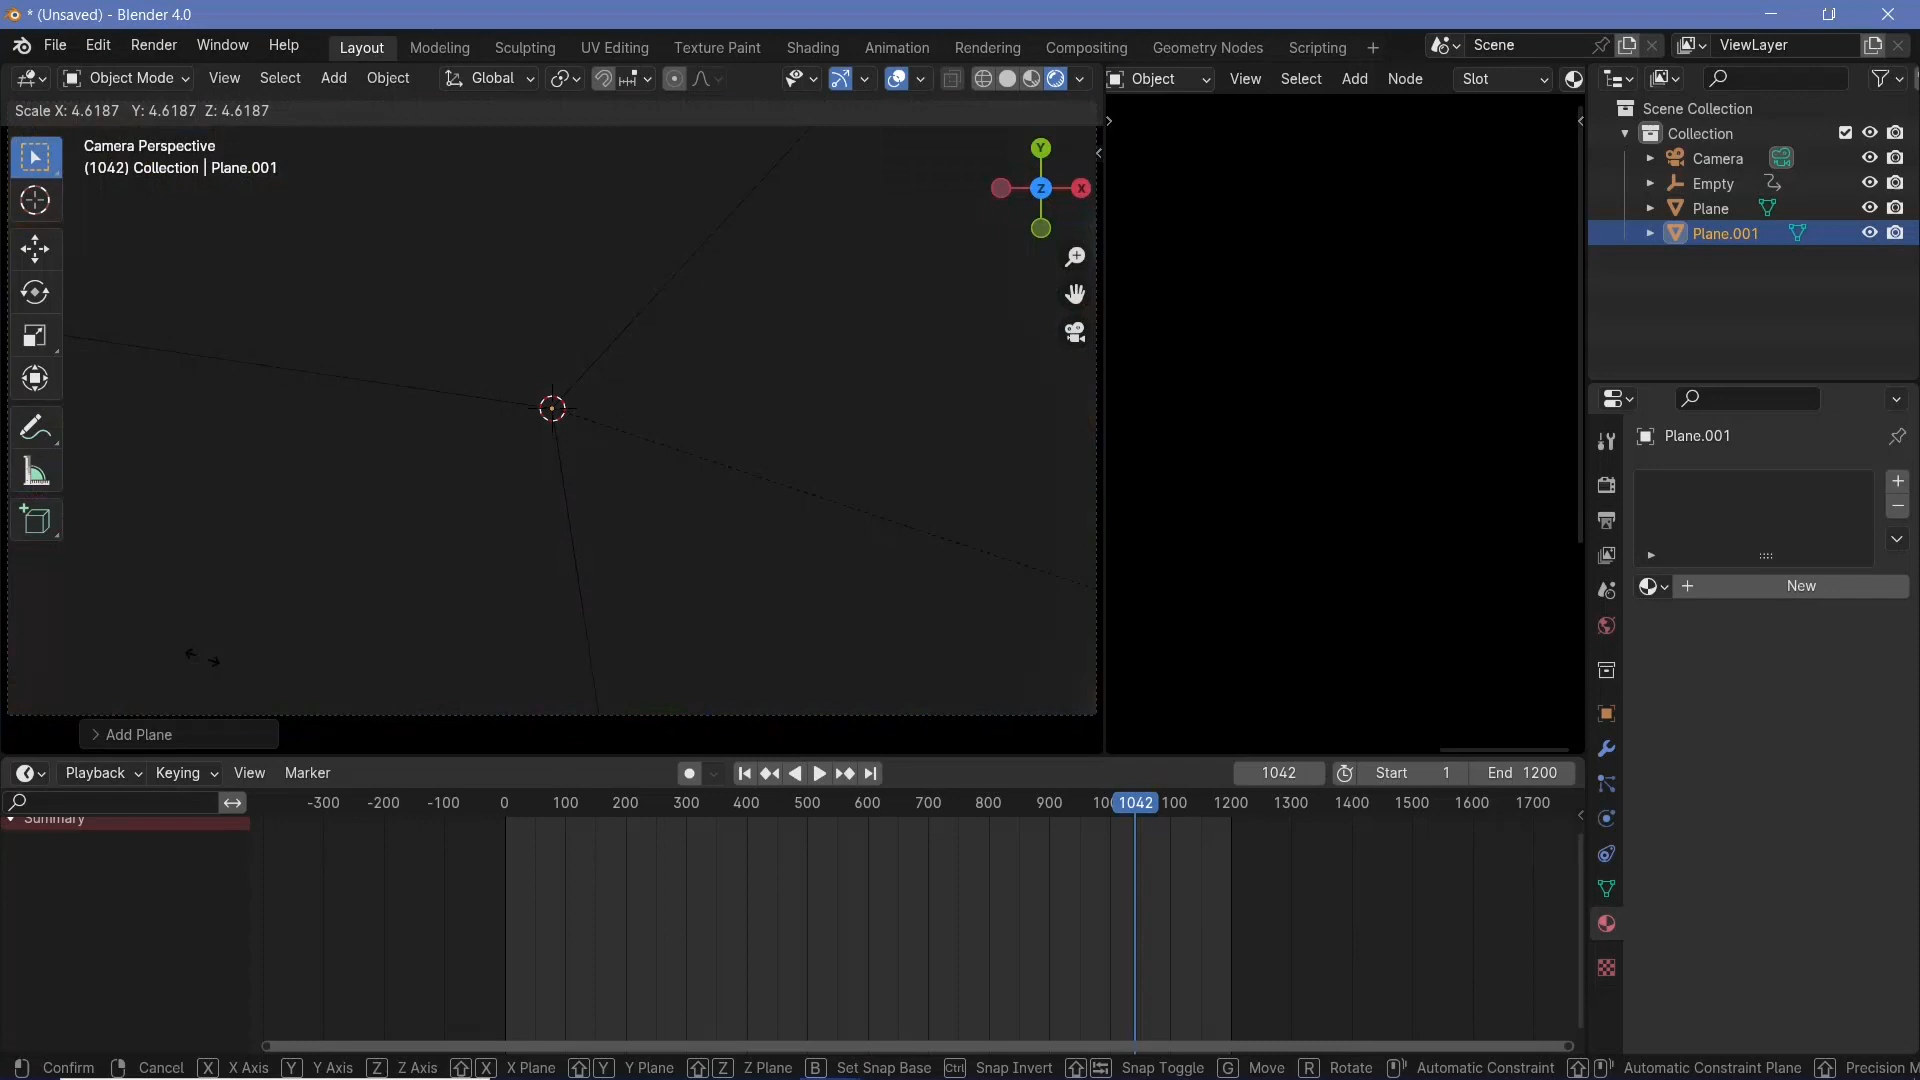 * (Unsaved) - Blender 4.0
File Edit Render Window Help Layout Modeling Sculpting UV Editing Texture Paint Shading Animation Rendering Compositing Geometry Nodes Scripting + Scene ViewLayer
Object Mode View Select Add Object Global Object View Select Add Node Slot
Scale X: 4.6187 Y: 4.6187 Z: 4.6187
Scene Collection
Collection
Camera
Empty
Plane
Plane.001
Camera Perspective
(1042) Collection | Plane.001
Y
Z
X
Plane.001
New
Add Plane
Playback Keying View Marker 1042 Start 1 End 1200
-300 -200 -100 0 100 200 300 400 500 600 700 800 900 1042 100 1200 1300 1400 1500 1600 1700
Summary
Confirm Cancel X X Axis Y Y Axis Z Z Axis X X Plane Y Y Plane Z Z Plane B Set Snap Base Ctrl Snap Invert Snap Toggle G Move R Rotate Automatic Constraint Automatic Constraint Plane Precision M